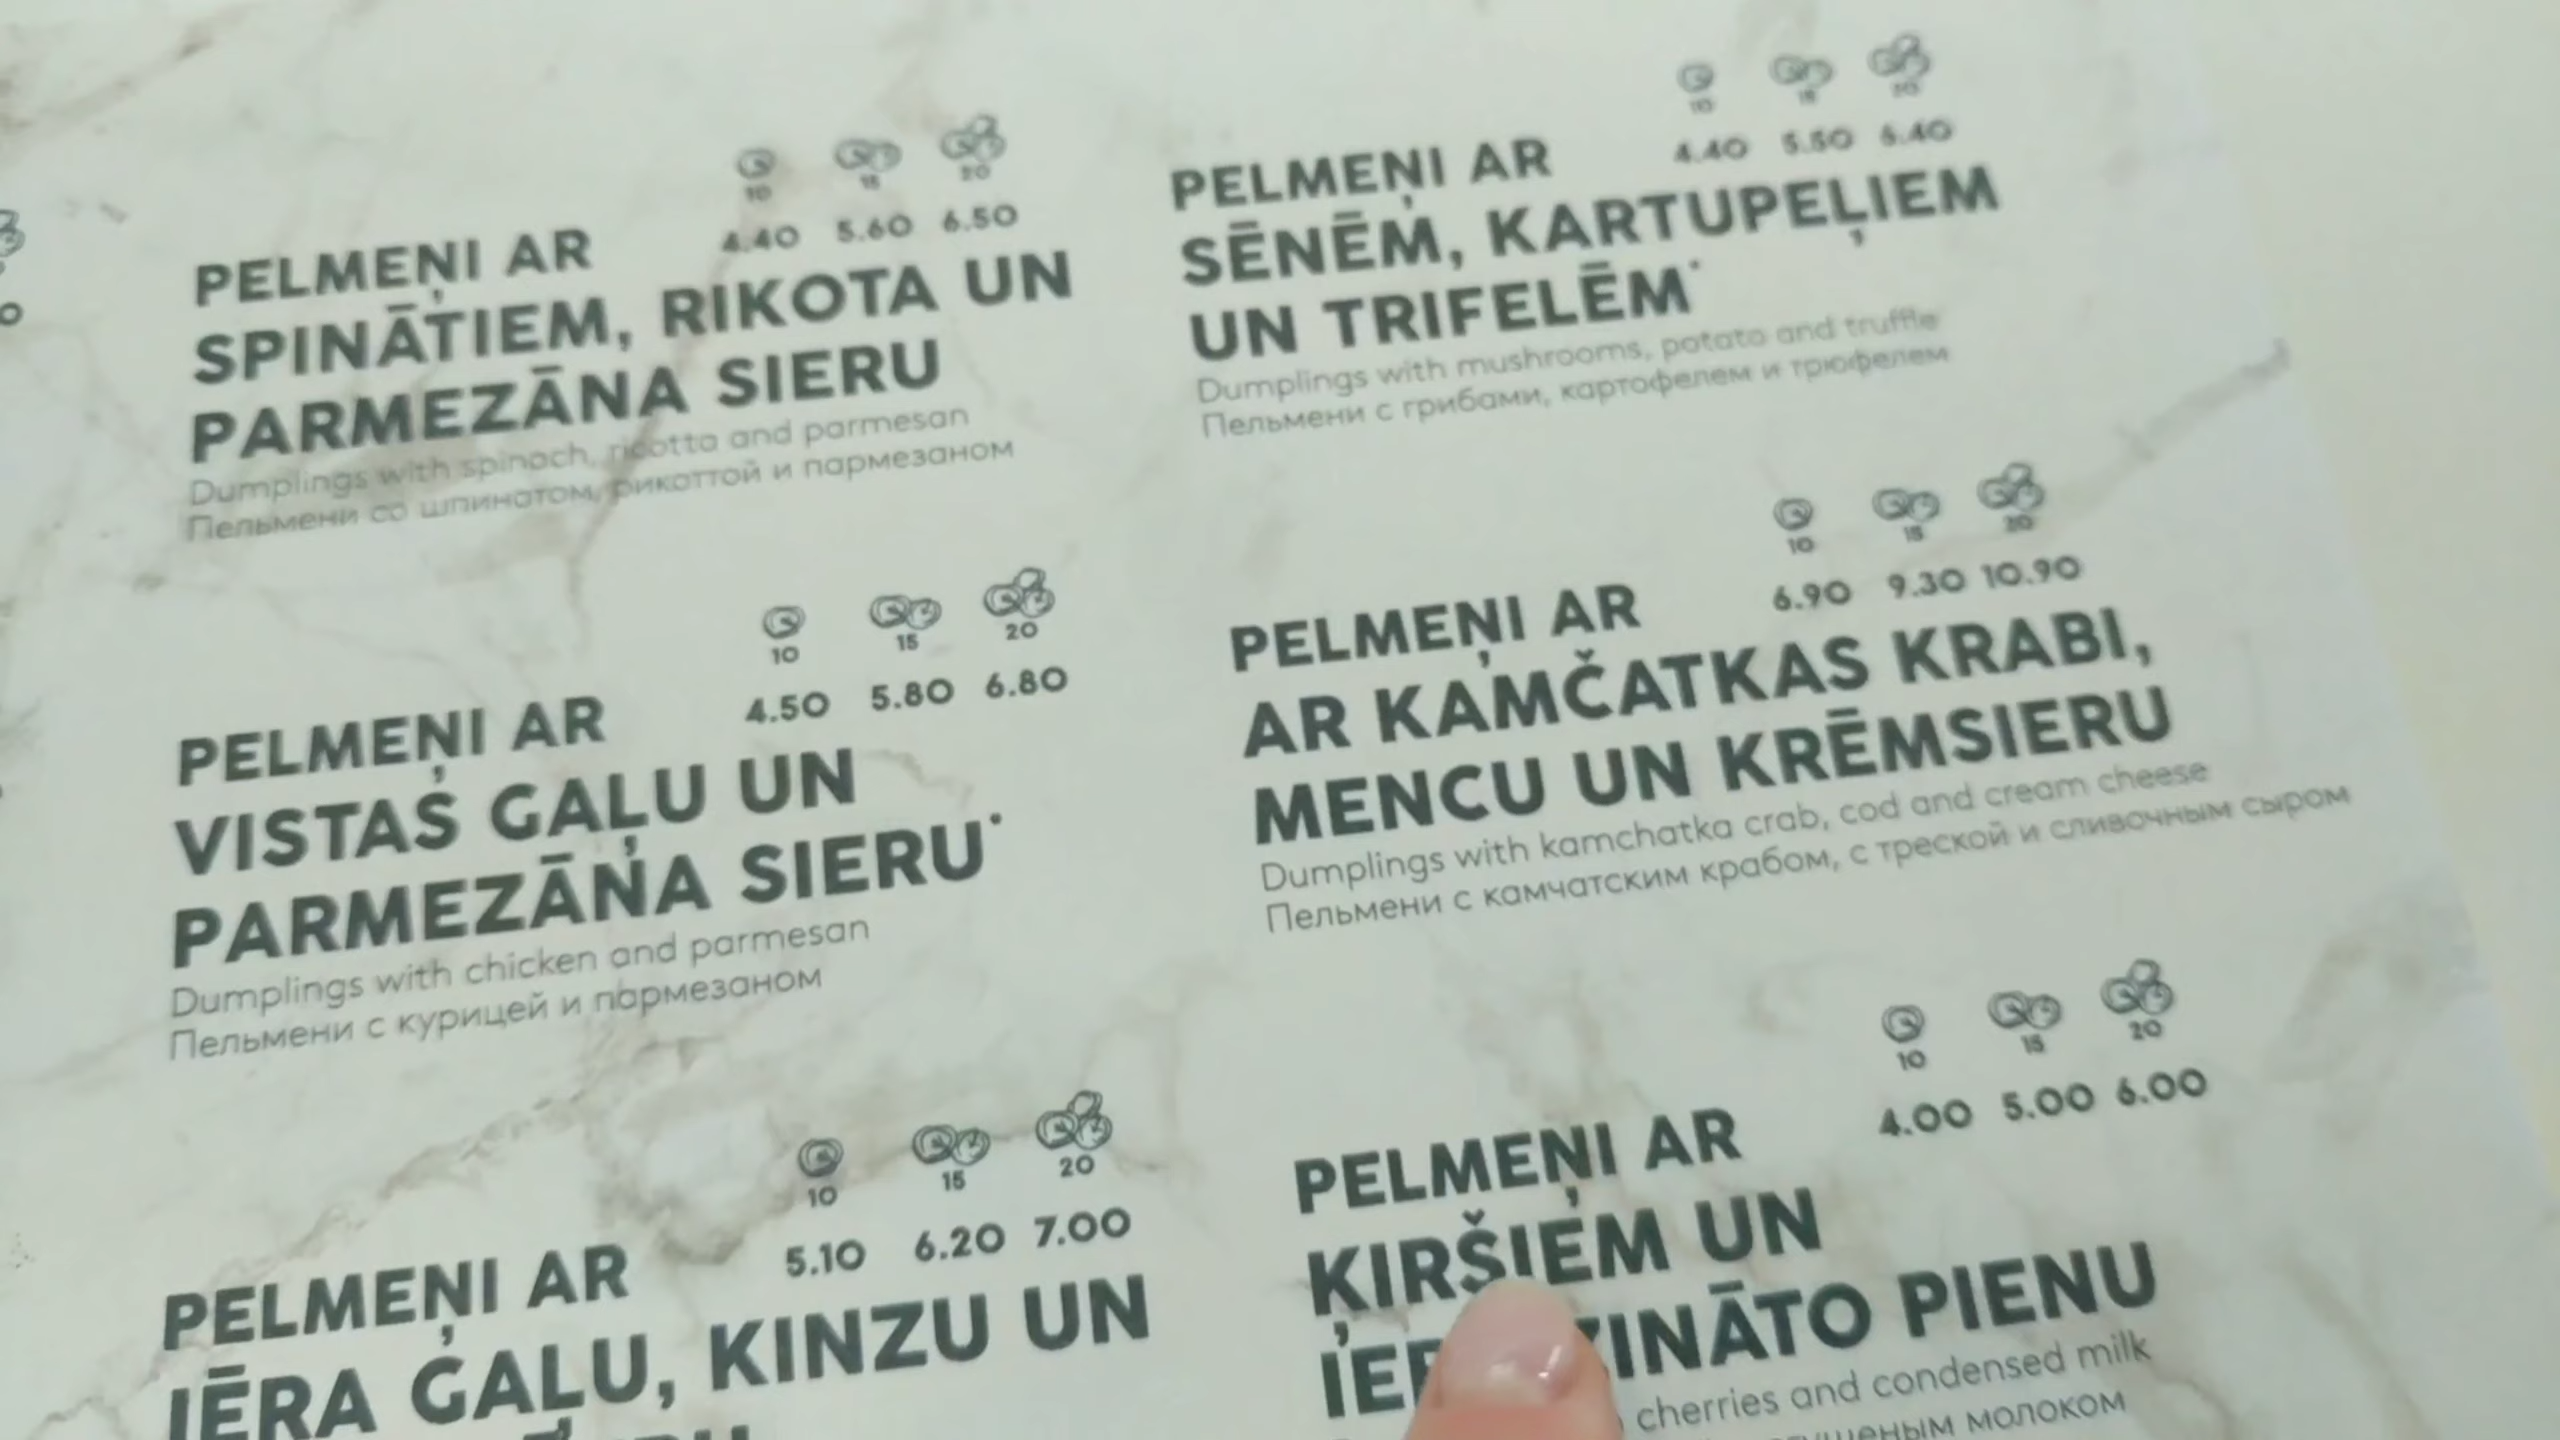 10 15 20
4.40 5.60 6.50
PELMEŅI AR
SPINĀTIEM, RIKOTA UN
PARMEZĀNA SIERU
Dumplings with spinach, ricotta and parmesan
Пельмени со шпинатом, рикоттой и пармезаном
10 15 20
4.50 5.80 6.80
PELMEŅI AR
VISTAS GAĻU UN
PARMEZĀNA SIERU*
Dumplings with chicken and parmesan
Пельмени с курицей и пармезаном
10 15 20
5.10 6.20 7.00
PELMEŅI AR
JĒRA GAĻU, KINZU UN
10 15 20
4.40 5.50 6.40
PELMEŅI AR
SĒNĒM, KARTUPEĻIEM
UN TRIFELĒM*
Dumplings with mushrooms, potato and truffle
Пельмени с грибами, картофелем и трюфелем
10 15 20
6.90 9.30 10.90
PELMEŅI AR
AR KAMČATKAS KRABI,
MENCU UN KRĒMSIERU
Dumplings with kamchatka crab, cod and cream cheese
Пельмени с камчатским крабом, с треской и сливочным сыром
10 15 20
4.00 5.00 6.00
PELMEŅI AR
ĶIRŠIEM UN
PIENU
cherries and condensed milk
молоком